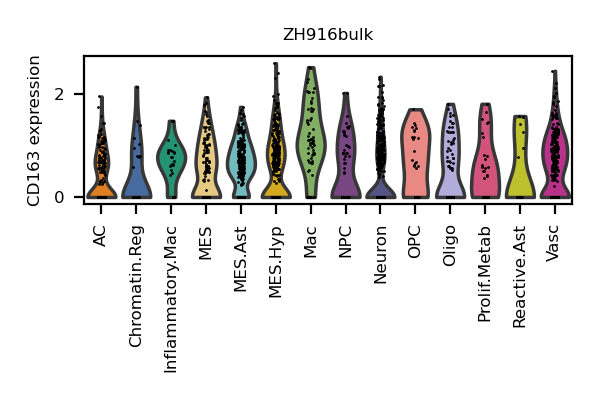 ZH916bulk
CD163 expression
2
0
AC
Chromatin.Reg
Inflammatory.Mac
MES
MES.Ast
MES.Hyp
Mac
NPC
Neuron
OPC
Oligo
Prolif.Metab
Reactive.Ast
Vasc